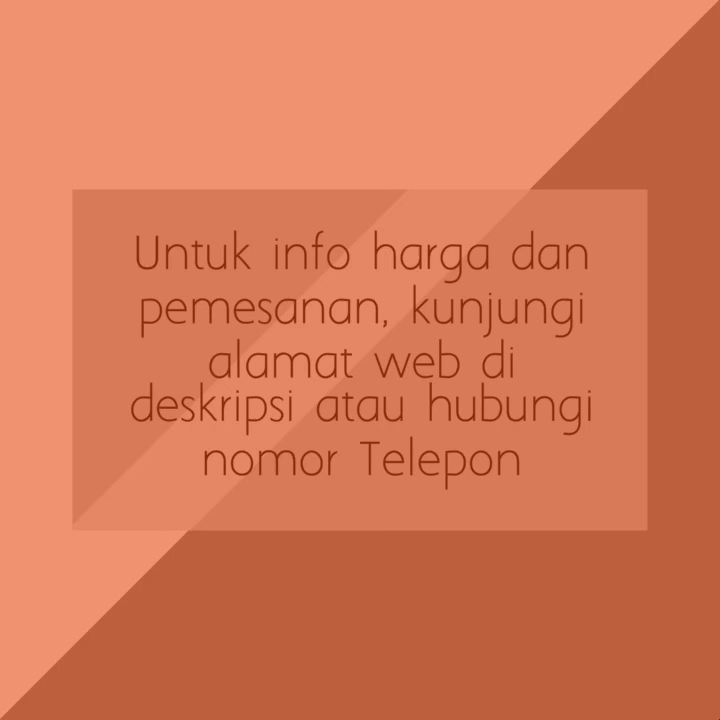 Untuk info harga dan
pemesanan, kunjungi
alamat web di
deskripsi atau hubungi
nomor Telepon